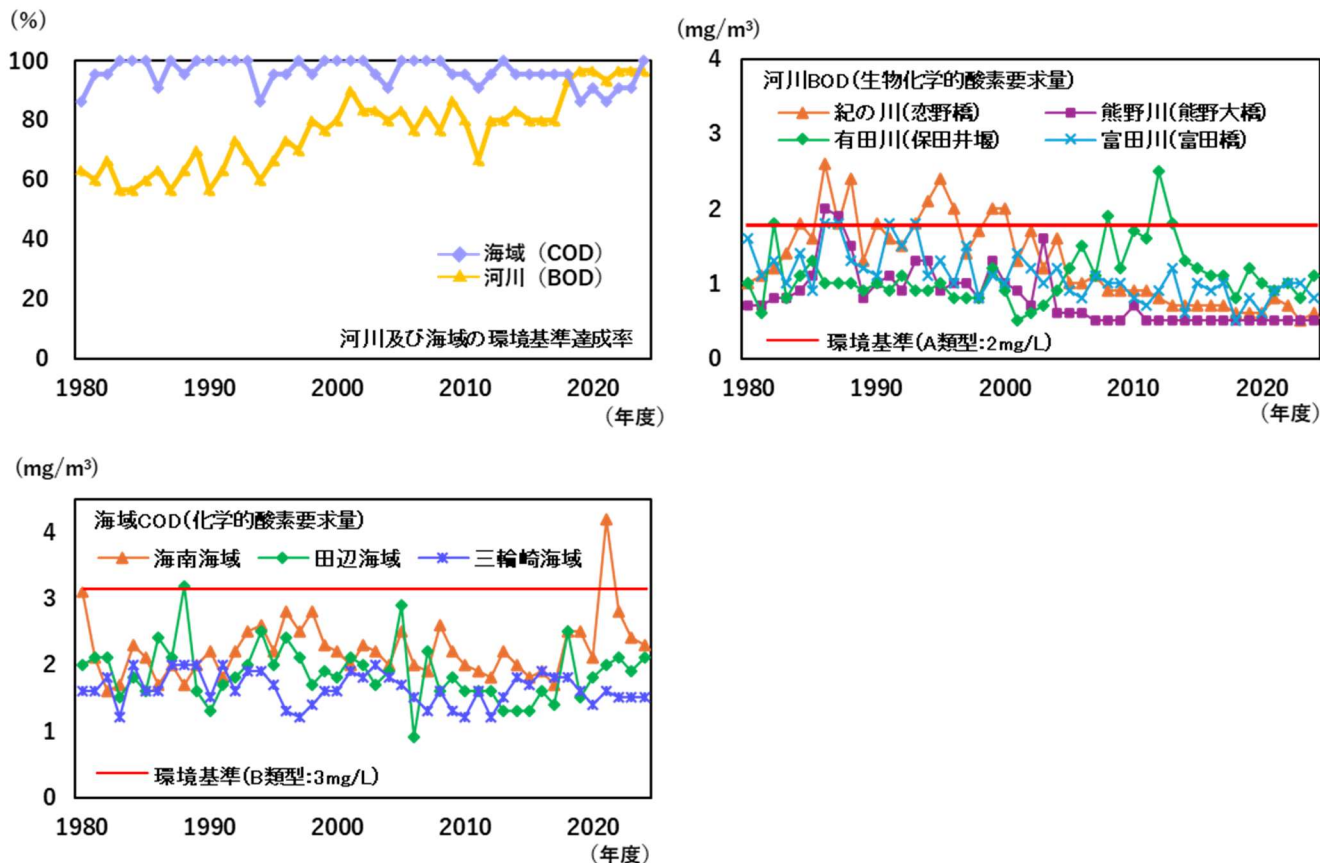 (%)
100
80
60
40
20
0
海域（COD）
河川（BOD）
河川及び海域の環境基準達成率
1980 1990 2000 2010 2020
（年度）
(mg/m³)
4
3
2
1
0
河川BOD(生物化学的酸素要求量)
紀の川(恋野橋) 熊野川(熊野大橋)
有田川(保田井堰) 富田川(富田橋)
環境基準(A類型:2mg/L)
1980 1990 2000 2010 2020
（年度）
(mg/m³)
4
3
2
1
0
海域COD(化学的酸素要求量)
海南海域 田辺海域 三輪崎海域
環境基準(B類型:3mg/L)
1980 1990 2000 2010 2020
（年度）